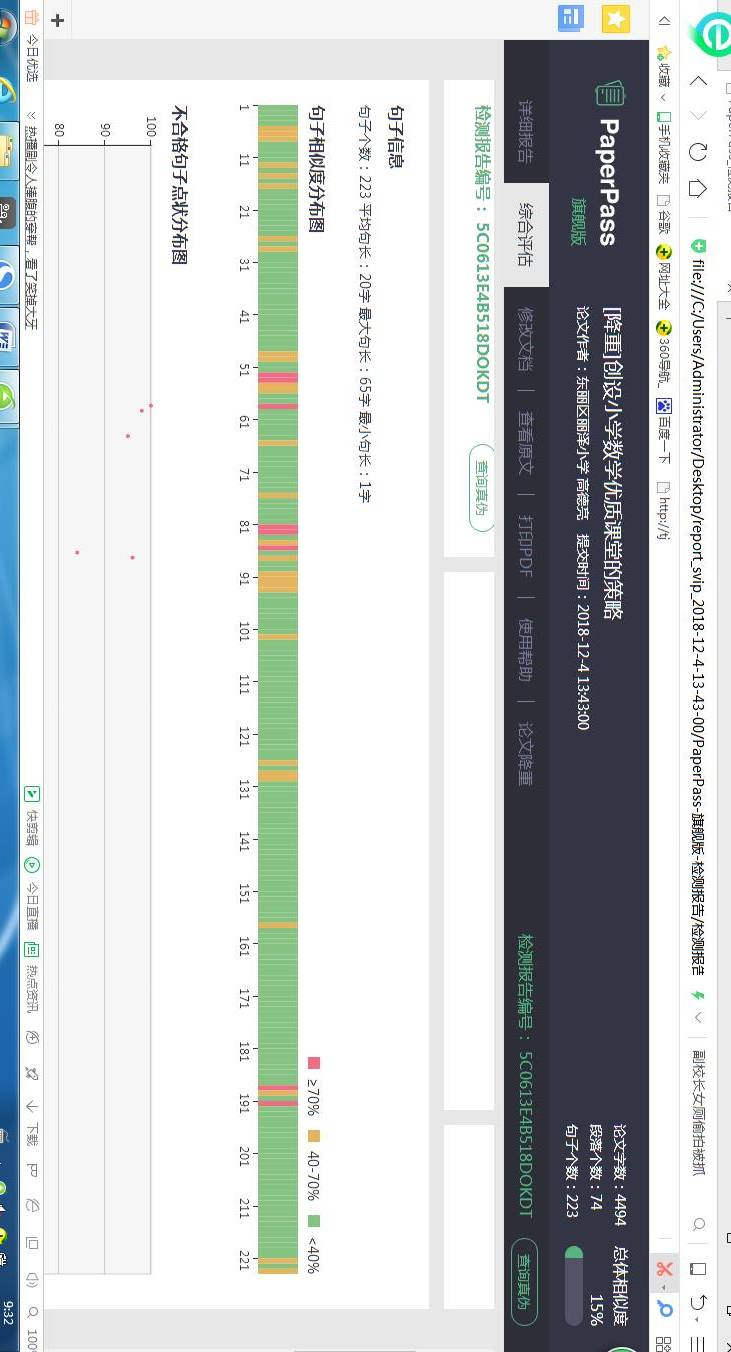 file:///C:/Users/Administrator/Desktop/report_svip_2018-12-4-13-43-00/PaperPass-旗舰版-检测报告/检测报告
副校长女厕偷拍被抓
收藏
手机收藏夹
谷歌
网址大全
360导航_
百度一下
http://tj
PaperPass
旗舰版
[降重]创设小学数学优质课堂的策略
论文作者：东丽区丽泽小学 高德亮 提交时间：2018-12-4 13:43:00
论文字数：4494
段落个数：74
句子个数：223
总体相似度
15%
详细报告
综合评估
修改文档 | 查看原文 | 打印PDF | 使用帮助 | 论文降重
检测报告编号： 5C0613E4B518DOKDT
查询真伪
检测报告编号： 5C0613E4B518DOKDT
查询真伪
句子信息
句子个数：223 平均句长：20字 最大句长：65字 最小句长：1字
句子相似度分布图
≥70% 40-70% <40%
1 11 21 31 41 51 61 71 81 91 101 111 121 131 141 151 161 171 181 191 201 211 221
不合格句子点状分布图
100
90
80
今日优选
热播剧令人捧腹的穿帮，看了笑掉大牙
快剪辑
今日直播
热点资讯
下载
100
9:32